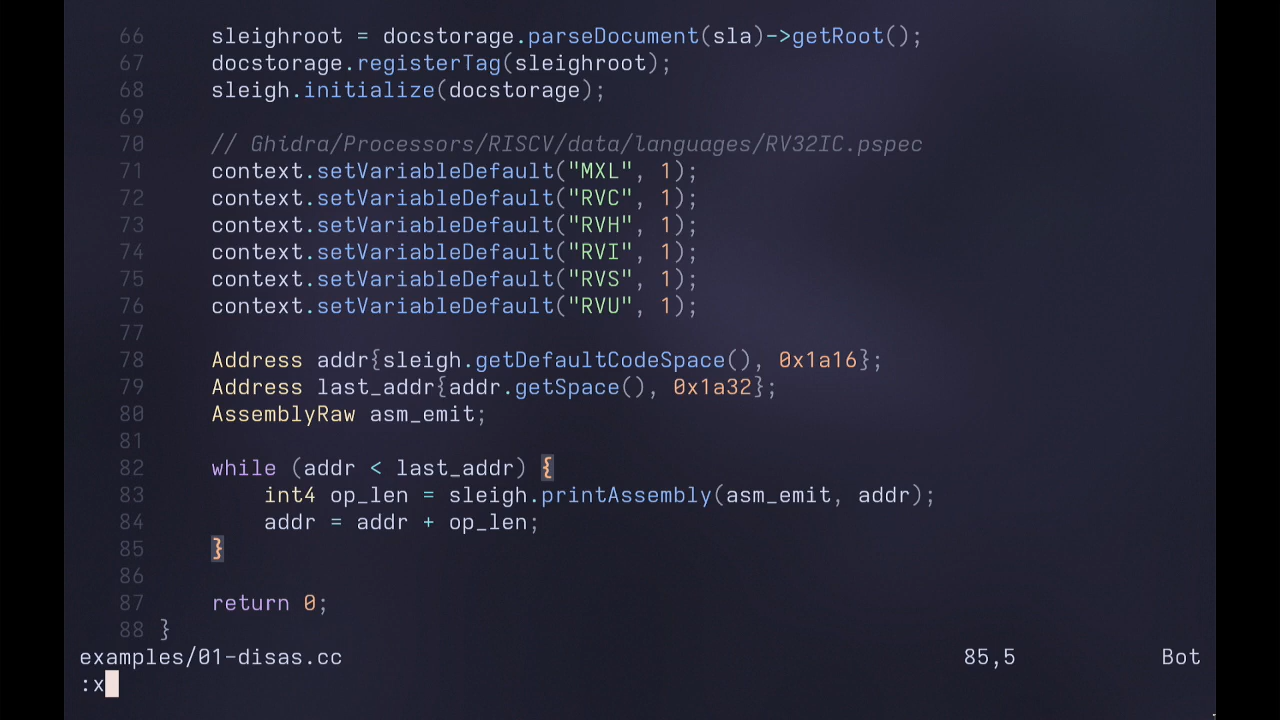 66 sleighroot = docstorage.parseDocument(sla)->getRoot();
67 docstorage.registerTag(sleighroot);
68 sleigh.initialize(docstorage);
69
70 // Ghidra/Processors/RISCV/data/languages/RV32IC.pspec
71 context.setVariableDefault("MXL", 1);
72 context.setVariableDefault("RVC", 1);
73 context.setVariableDefault("RVH", 1);
74 context.setVariableDefault("RVI", 1);
75 context.setVariableDefault("RVS", 1);
76 context.setVariableDefault("RVU", 1);
77
78 Address addr{sleigh.getDefaultCodeSpace(), 0x1a16};
79 Address last_addr{addr.getSpace(), 0x1a32};
80 AssemblyRaw asm_emit;
81
82 while (addr < last_addr) {
83 int4 op_len = sleigh.printAssembly(asm_emit, addr);
84 addr = addr + op_len;
85 }
86
87 return 0;
88 }
examples/01-disas.cc 85,5 Bot
:x